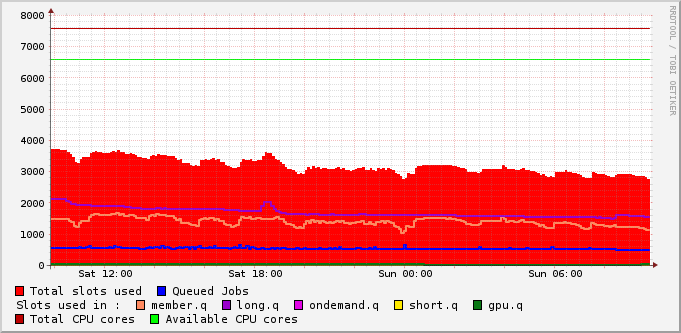 8000
7000
6000
5000
4000
3000
2000
1000
0
Sat 12:00 Sat 18:00 Sun 00:00 Sun 06:00
RRDTOOL / TOBI OETIKER
Total slots used Queued Jobs
Slots used in : member.q long.q ondemand.q short.q gpu.q
Total CPU cores Available CPU cores